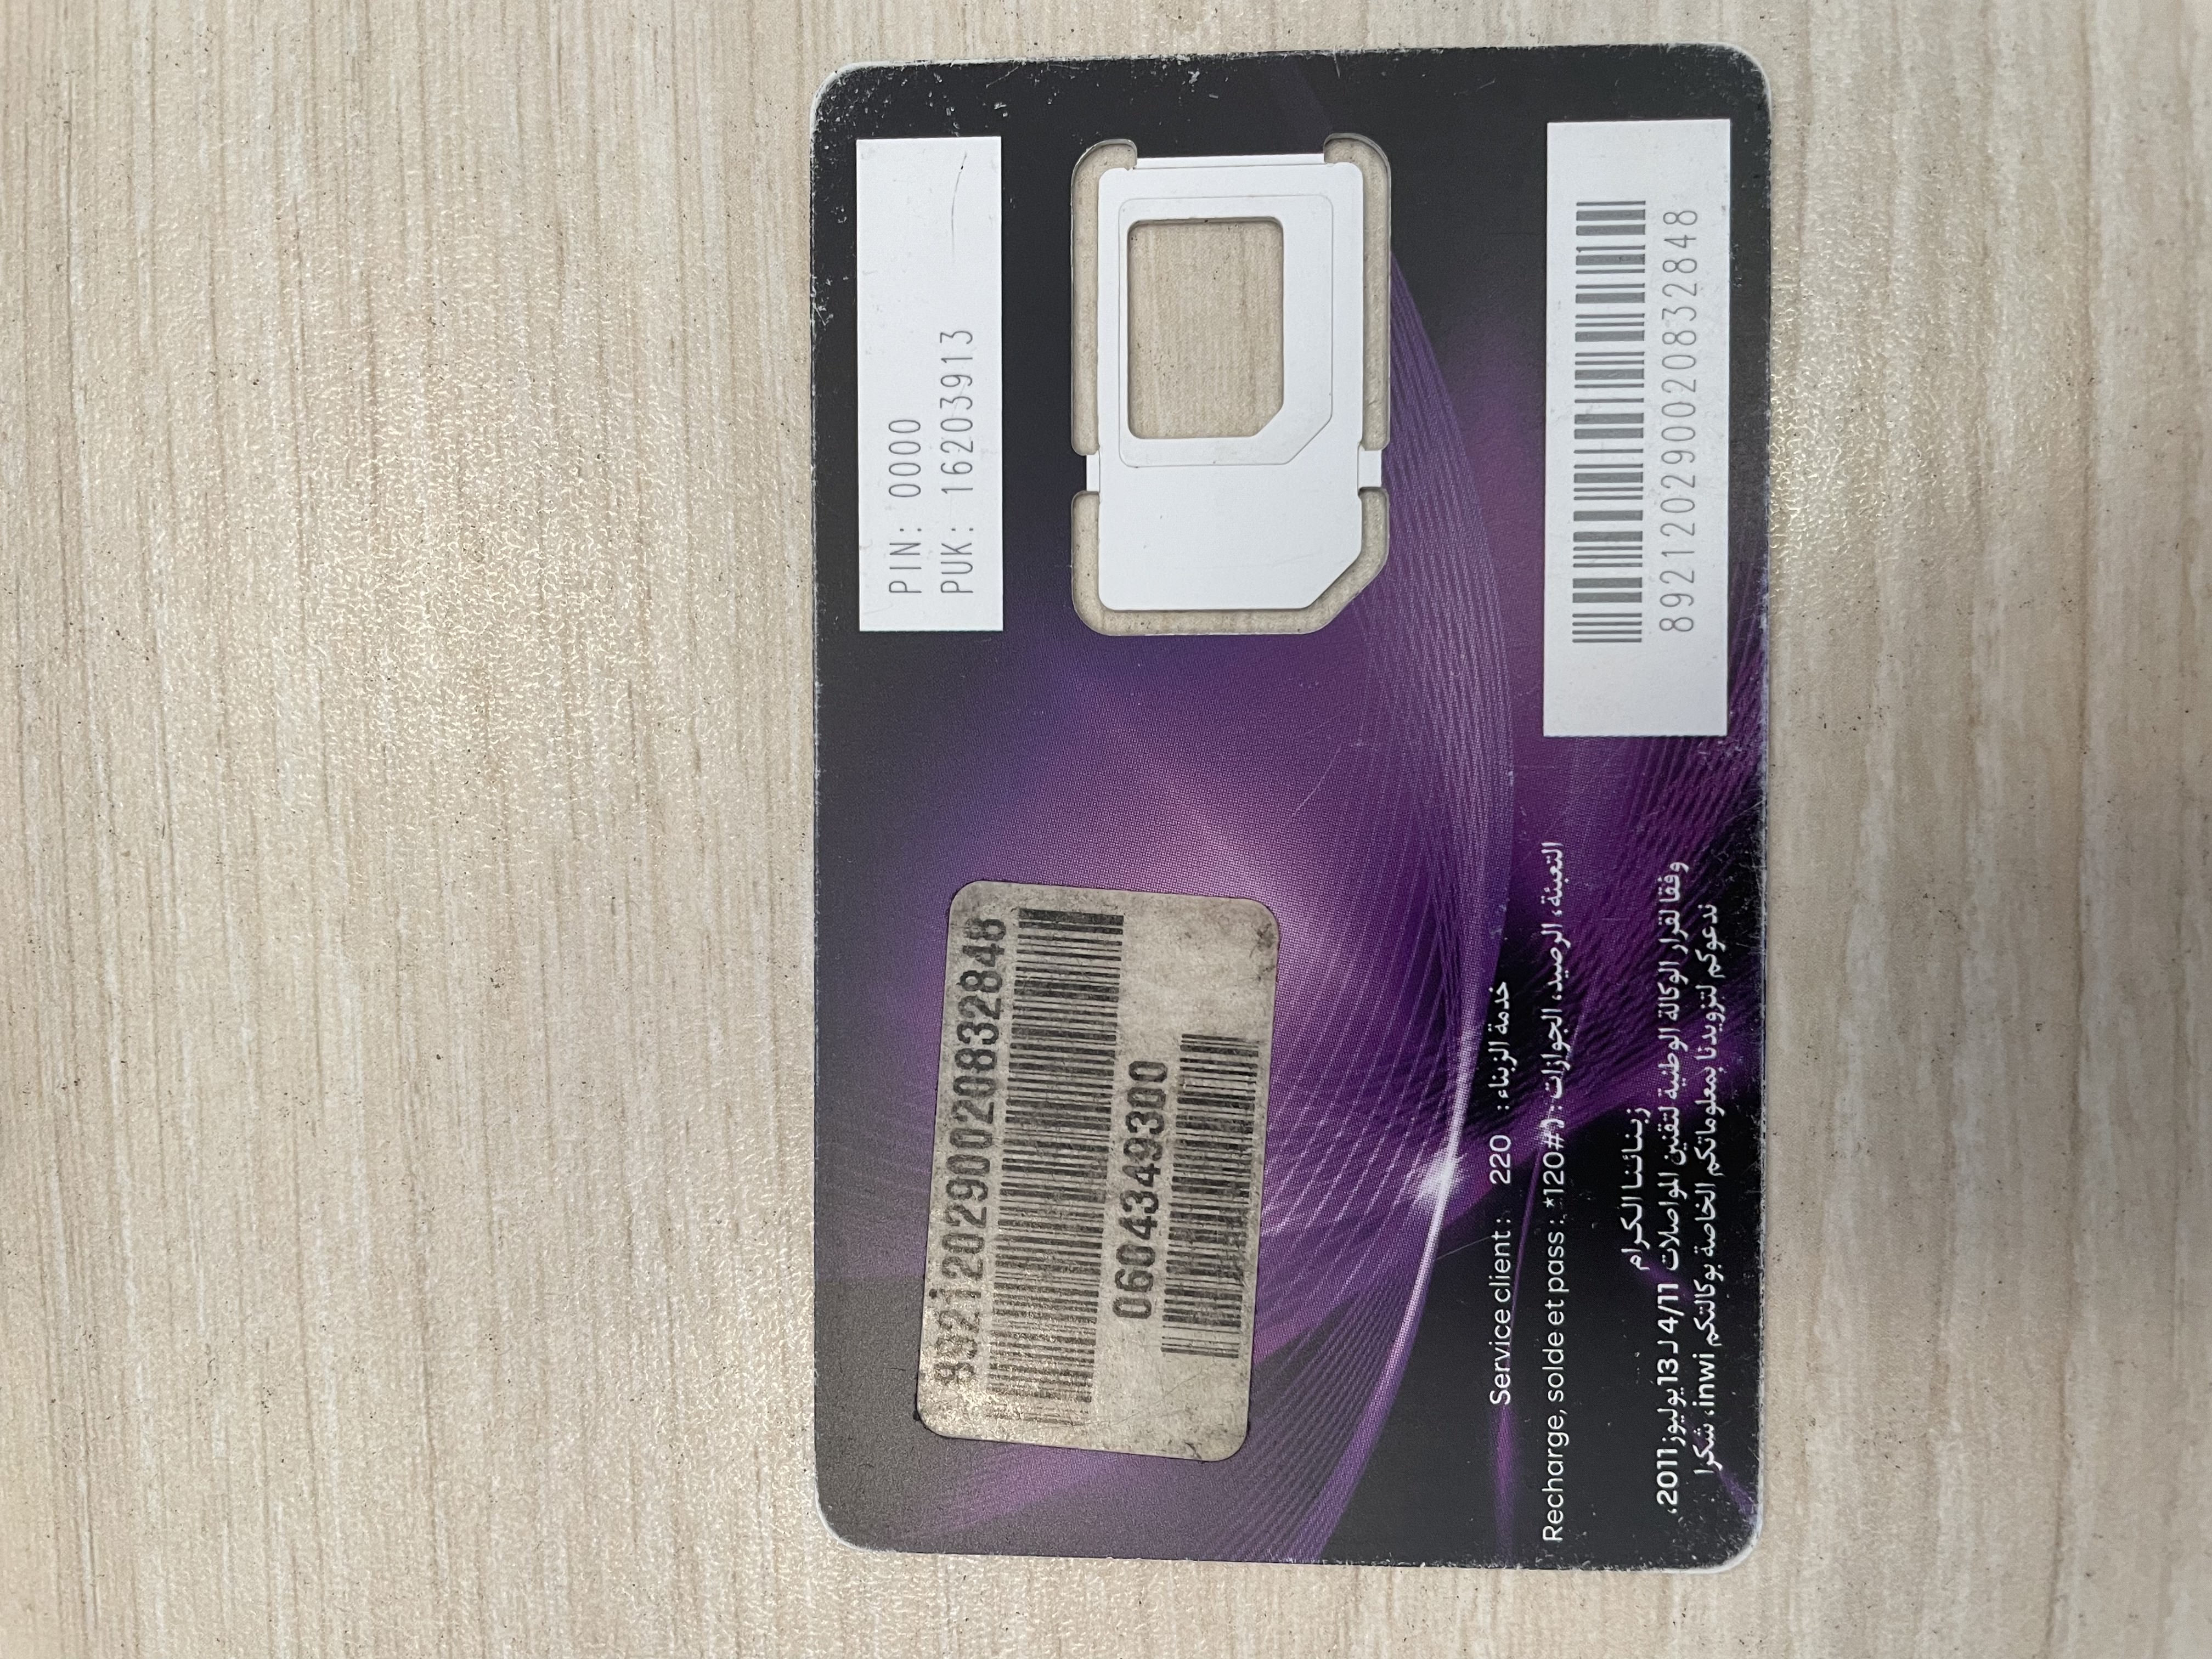 PIN: 0000
PUK: 16203913
892120290020832848
0604349300
Service client : 220 خدمة الزبناء :
Recharge, solde et pass : *120# التعبئة، الرصيد، الجوازات :
زبنائنا الكرام
وفقا لقرار الوكالة الوطنية لتقنين المواصلات 4/11 لـ 13 يوليوز 2011،
ندعوكم لتزويدنا بمعلوماتكم الخاصة بوكالتكم inwi، شكرا
892120290020832848